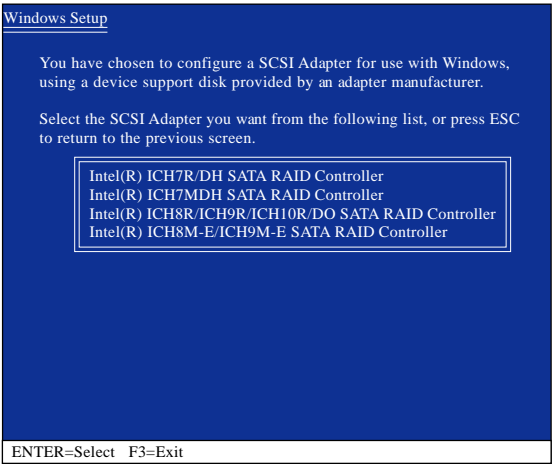 Windows Setup
You have chosen to configure a SCSI Adapter for use with Windows,
using a device support disk provided by an adapter manufacturer.
Select the SCSI Adapter you want from the following list, or press ESC
to return to the previous screen.
Intel(R) ICH7R/DH SATA RAID Controller
Intel(R) ICH7MDH SATA RAID Controller
Intel(R) ICH8R/ICH9R/ICH10R/DO SATA RAID Controller
Intel(R) ICH8M-E/ICH9M-E SATA RAID Controller
ENTER=Select F3=Exit